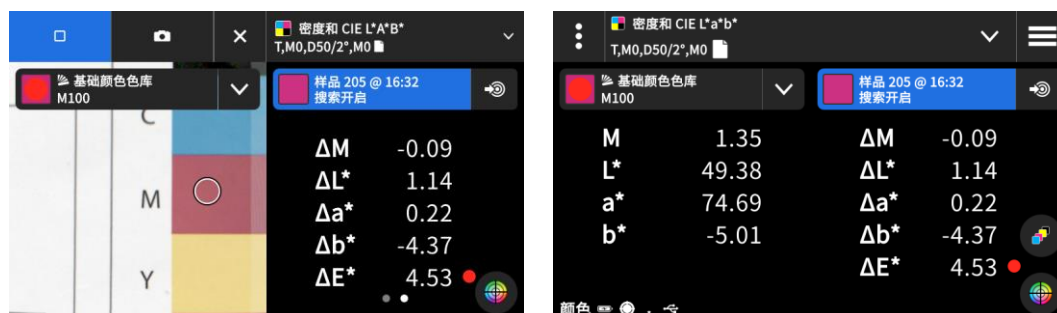 密度和 CIE L*A*B*
T,M0,D50/2°,M0
基础颜色色库
M100
样品 205 @ 16:32
搜索开启
C
M
Y
ΔM -0.09
ΔL* 1.14
Δa* 0.22
Δb* -4.37
ΔE* 4.53
密度和 CIE L*a*b*
T,M0,D50/2°,M0
基础颜色色库
M100
样品 205 @ 16:32
搜索开启
M 1.35
L* 49.38
a* 74.69
b* -5.01
ΔM -0.09
ΔL* 1.14
Δa* 0.22
Δb* -4.37
ΔE* 4.53
颜色